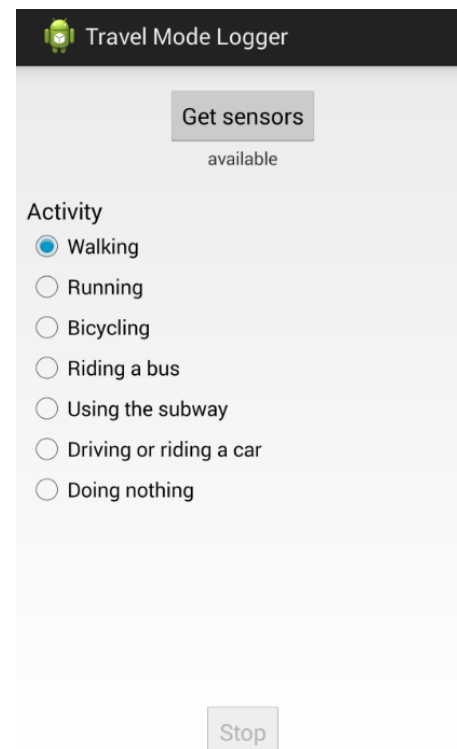 Travel Mode Logger
Get sensors
available
Activity
Walking
Running
Bicycling
Riding a bus
Using the subway
Driving or riding a car
Doing nothing
Stop